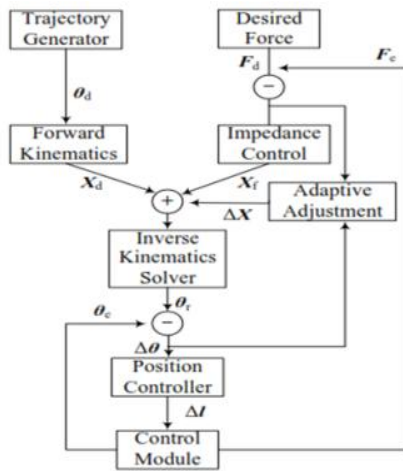 Trajectory
Generator
Desired
Force
F_d
F_e
−
θ_d
Forward
Kinematics
Impedance
Control
X_d
X_f
Adaptive
Adjustment
+
ΔX
Inverse
Kinematics
Solver
θ_e
θ_r
−
Δθ
Position
Controller
Δl
Control
Module